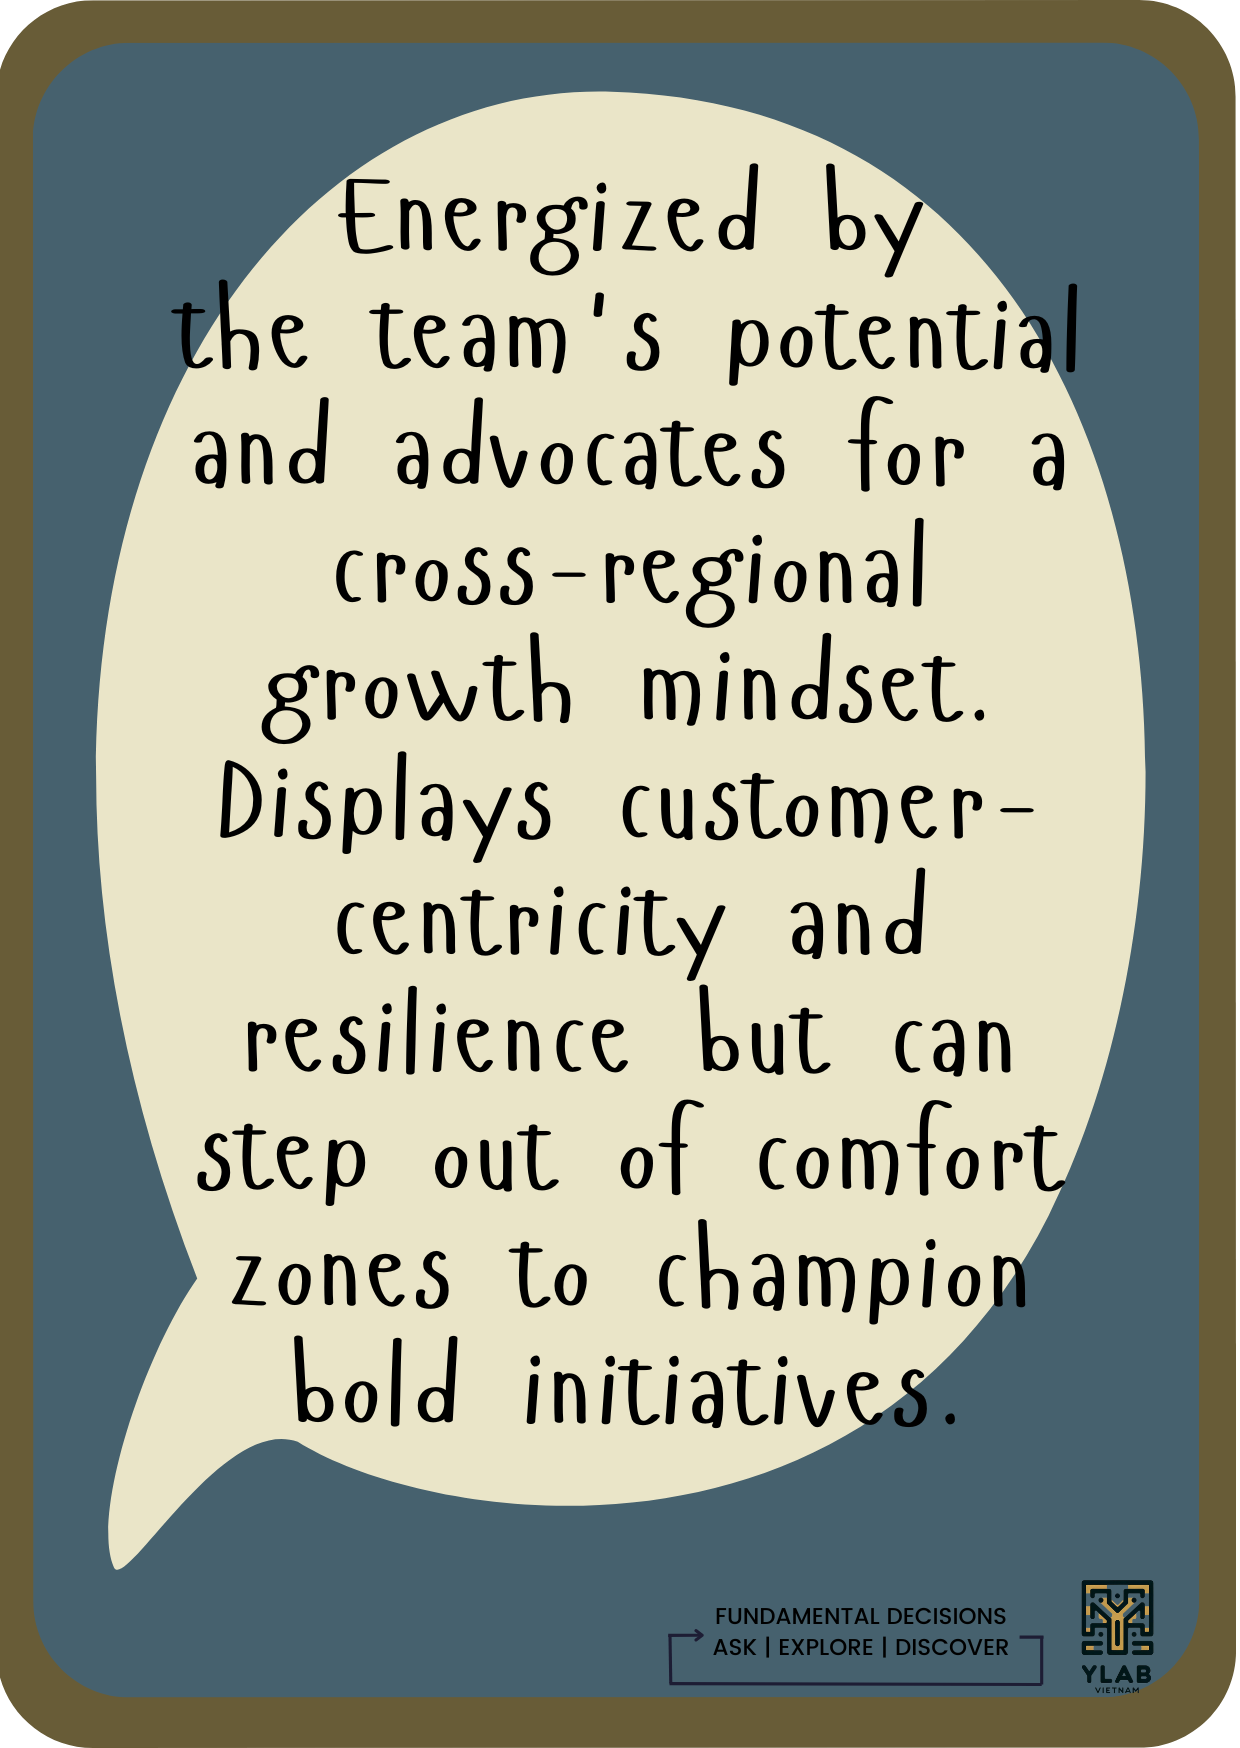 Energized by
the team's potential
and advocates for a
cross-regional
growth mindset.
Displays customer-
centricity and
resilience but can
step out of comfort
zones to champion
bold initiatives.
FUNDAMENTAL DECISIONS
ASK | EXPLORE | DISCOVER
YLAB
VIETNAM